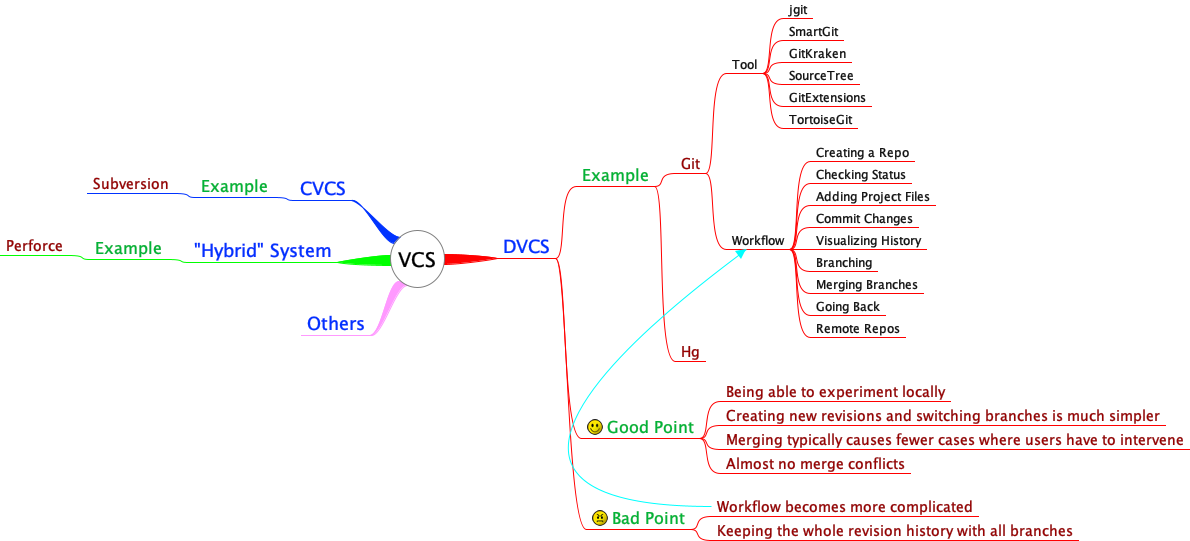 VCS
CVCS
Example
Subversion
"Hybrid" System
Example
Perforce
Others
DVCS
Example
Git
Tool
jgit
SmartGit
GitKraken
SourceTree
GitExtensions
TortoiseGit
Workflow
Creating a Repo
Checking Status
Adding Project Files
Commit Changes
Visualizing History
Branching
Merging Branches
Going Back
Remote Repos
Hg
Good Point
Being able to experiment locally
Creating new revisions and switching branches is much simpler
Merging typically causes fewer cases where users have to intervene
Almost no merge conflicts
Bad Point
Workflow becomes more complicated
Keeping the whole revision history with all branches